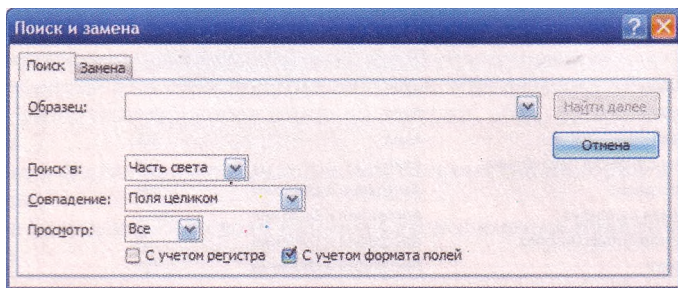 Поиск и замена
Поиск Замена
Образец: Найти далее
Отмена
Поиск в: Часть света
Совпадение: Поля целиком
Просмотр: Все
С учетом регистра С учетом формата полей